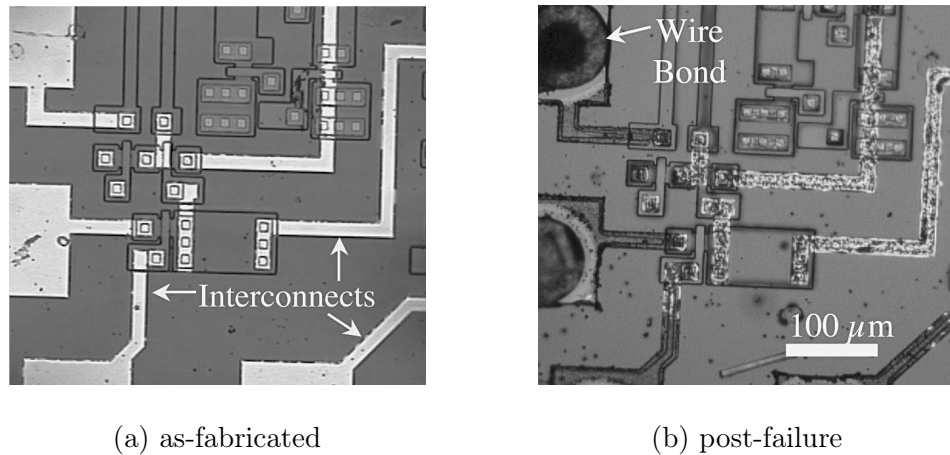 Wire
Bond
Interconnects
100 μm
(a) as-fabricated
(b) post-failure